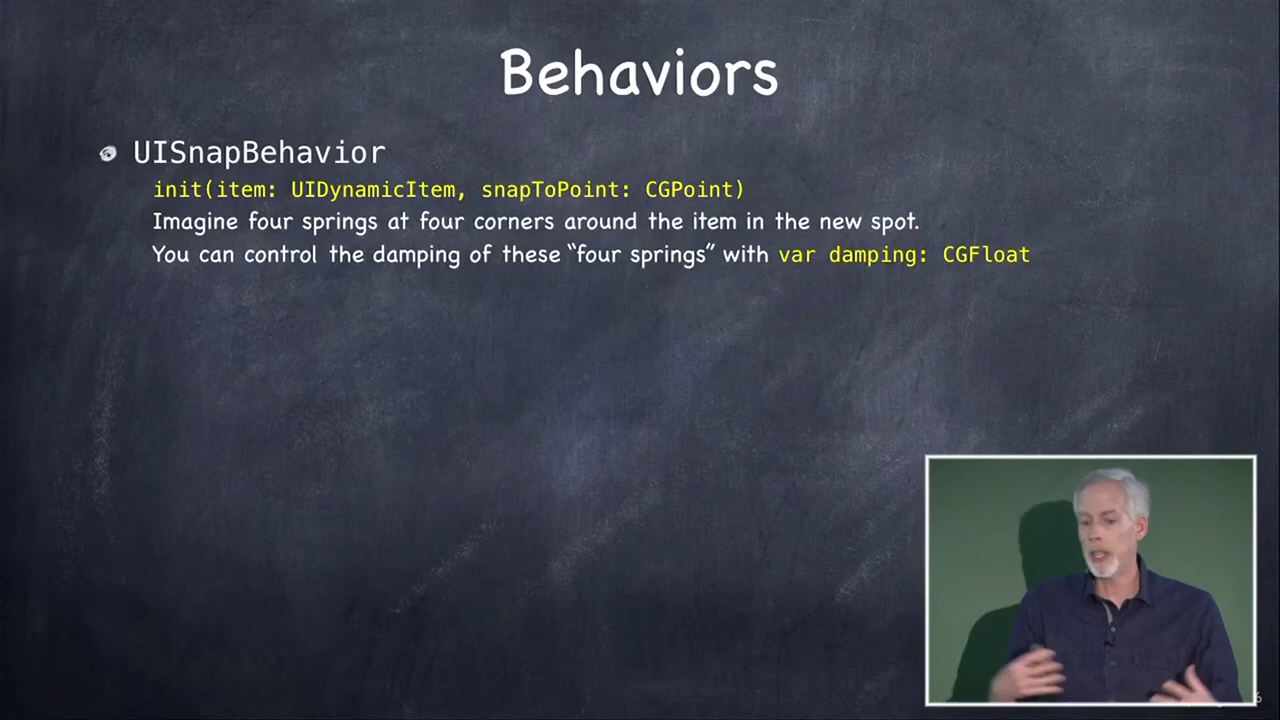 Behaviors
UISnapBehavior
init(item: UIDynamicItem, snapToPoint: CGPoint)
Imagine four springs at four corners around the item in the new spot.
You can control the damping of these “four springs” with var damping: CGFloat